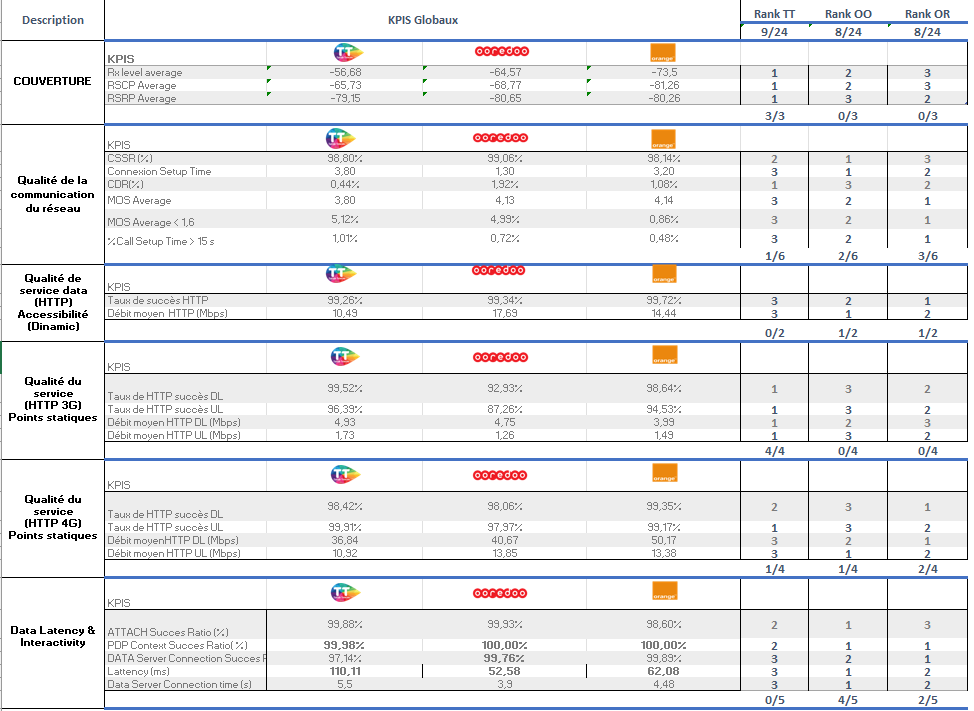 Description KPIS Globaux Rank TT Rank OO Rank OR
9/24 8/24 8/24
COUVERTURE
KPIS TT ooredoo orange
Rx level average -56,68 -64,57 -73,5 1 2 3
RSCP Average -65,73 -68,77 -81,26 1 2 3
RSRP Average -79,15 -80,65 -80,26 1 3 2
3/3 0/3 0/3
Qualité de la
communication
du réseau
KPIS TT ooredoo orange
CSSR (%) 98,80% 99,06% 98,14% 2 1 3
Connexion Setup Time 3,80 1,30 3,20 3 1 2
CDR(%) 0,44% 1,92% 1,08% 1 3 2
MOS Average 3,80 4,13 4,14 3 2 1
MOS Average < 1,6 5,12% 4,99% 0,86% 3 2 1
%Call Setup Time > 15 s 1,01% 0,72% 0,48% 3 2 1
1/6 2/6 3/6
Qualité de
service data
(HTTP)
Accessibilité
(Dinamic)
KPIS TT ooredoo orange
Taux de succès HTTP 99,26% 99,34% 99,72% 3 2 1
Débit moyen HTTP (Mbps) 10,49 17,69 14,44 3 1 2
0/2 1/2 1/2
Qualité du
service
(HTTP 3G)
Points statiques
KPIS TT ooredoo orange
Taux de HTTP succès DL 99,52% 92,93% 98,64% 1 3 2
Taux de HTTP succès UL 96,39% 87,26% 94,53% 1 3 2
Débit moyen HTTP DL (Mbps) 4,93 4,75 3,99 1 2 3
Débit moyen HTTP UL (Mbps) 1,73 1,26 1,49 1 3 2
4/4 0/4 0/4
Qualité du
service
(HTTP 4G)
Points statiques
KPIS TT ooredoo orange
Taux de HTTP succès DL 98,42% 98,06% 99,35% 2 3 1
Taux de HTTP succès UL 99,91% 97,97% 99,17% 1 3 2
Débit moyenHTTP DL (Mbps) 36,84 40,67 50,17 3 2 1
Débit moyen HTTP UL (Mbps) 10,92 13,85 13,38 3 1 2
1/4 1/4 2/4
Data Latency &
Interactivity
KPIS TT ooredoo orange
ATTACH Succes Ratio (%) 99,88% 99,93% 98,60% 2 1 3
PDP Context Succes Ratio( %) 99,98% 100,00% 100,00% 2 1 1
DATA Server Connection Succes F 97,14% 99,76% 99,89% 3 2 1
Lattency (ms) 110,11 52,58 62,08 3 1 2
Data Server Connection time (s) 5,5 3,9 4,48 3 1 2
0/5 4/5 2/5